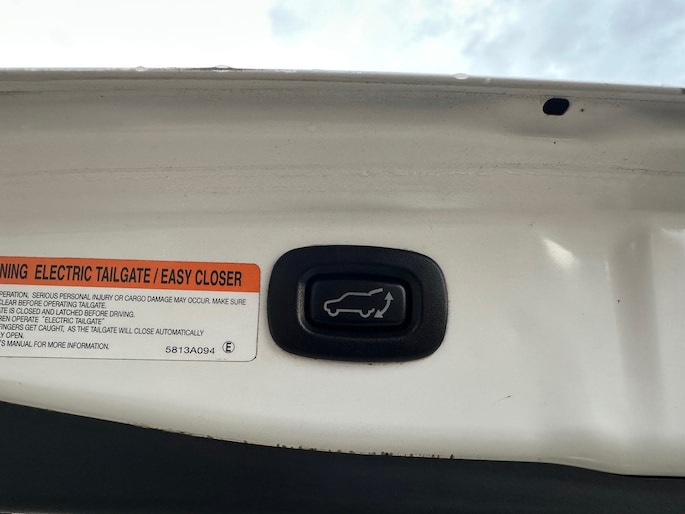 NING ELECTRIC TAILGATE / EASY CLOSER
PERATION, SERIOUS PERSONAL INJURY OR CARGO DAMAGE MAY OCCUR. MAKE SURE
CLEAR BEFORE OPERATING TAILGATE.
ATE IS CLOSED AND LATCHED BEFORE DRIVING.
REN OPERATE "ELECTRIC TAILGATE"
FINGERS GET CAUGHT, AS THE TAILGATE WILL CLOSE AUTOMATICALLY
Y OPEN.
'S MANUAL FOR MORE INFORMATION.
5813A094 E